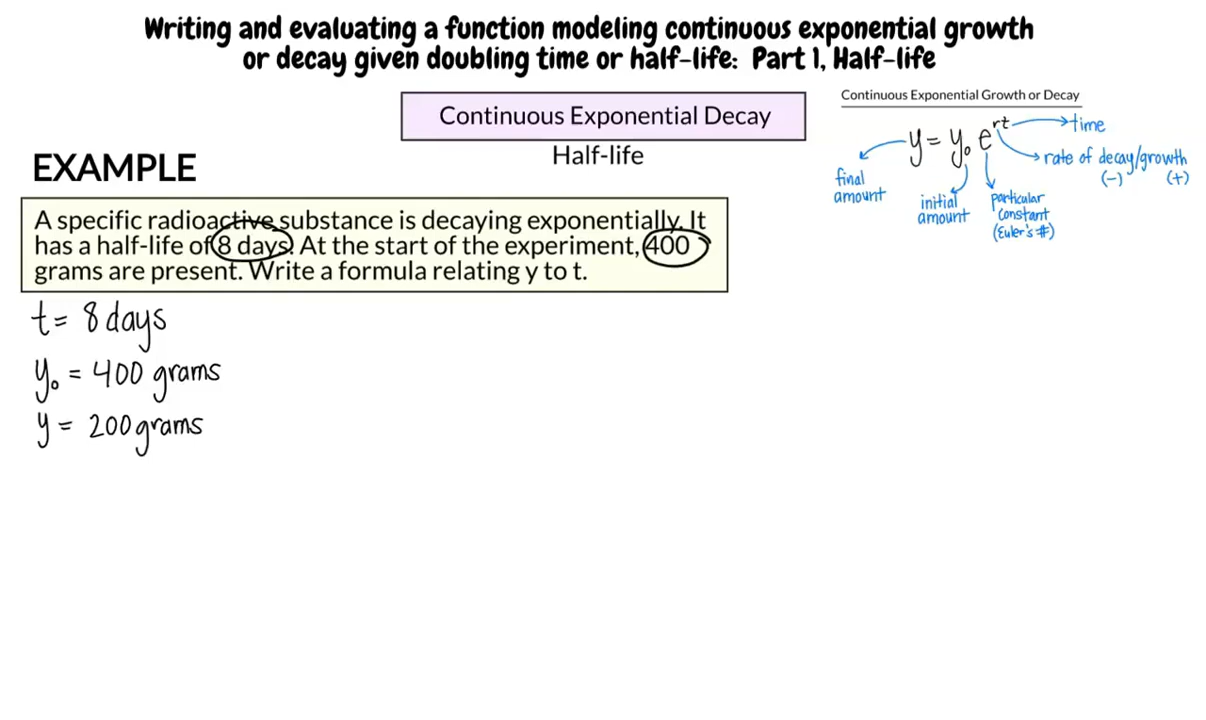 Writing and evaluating a function modeling continuous exponential growth
or decay given doubling time or half-life: Part 1, Half-life
Continuous Exponential Decay
Half-life
EXAMPLE
A specific radioactive substance is decaying exponentially. It
has a half-life of 8 days. At the start of the experiment, 400
grams are present. Write a formula relating y to t.
t = 8 days
y₀ = 400 grams
y = 200 grams
Continuous Exponential Growth or Decay
y = y₀ e^rt
time
rate of decay/growth
(-) (+)
final
amount
initial
amount
particular
constant
(Euler's #)